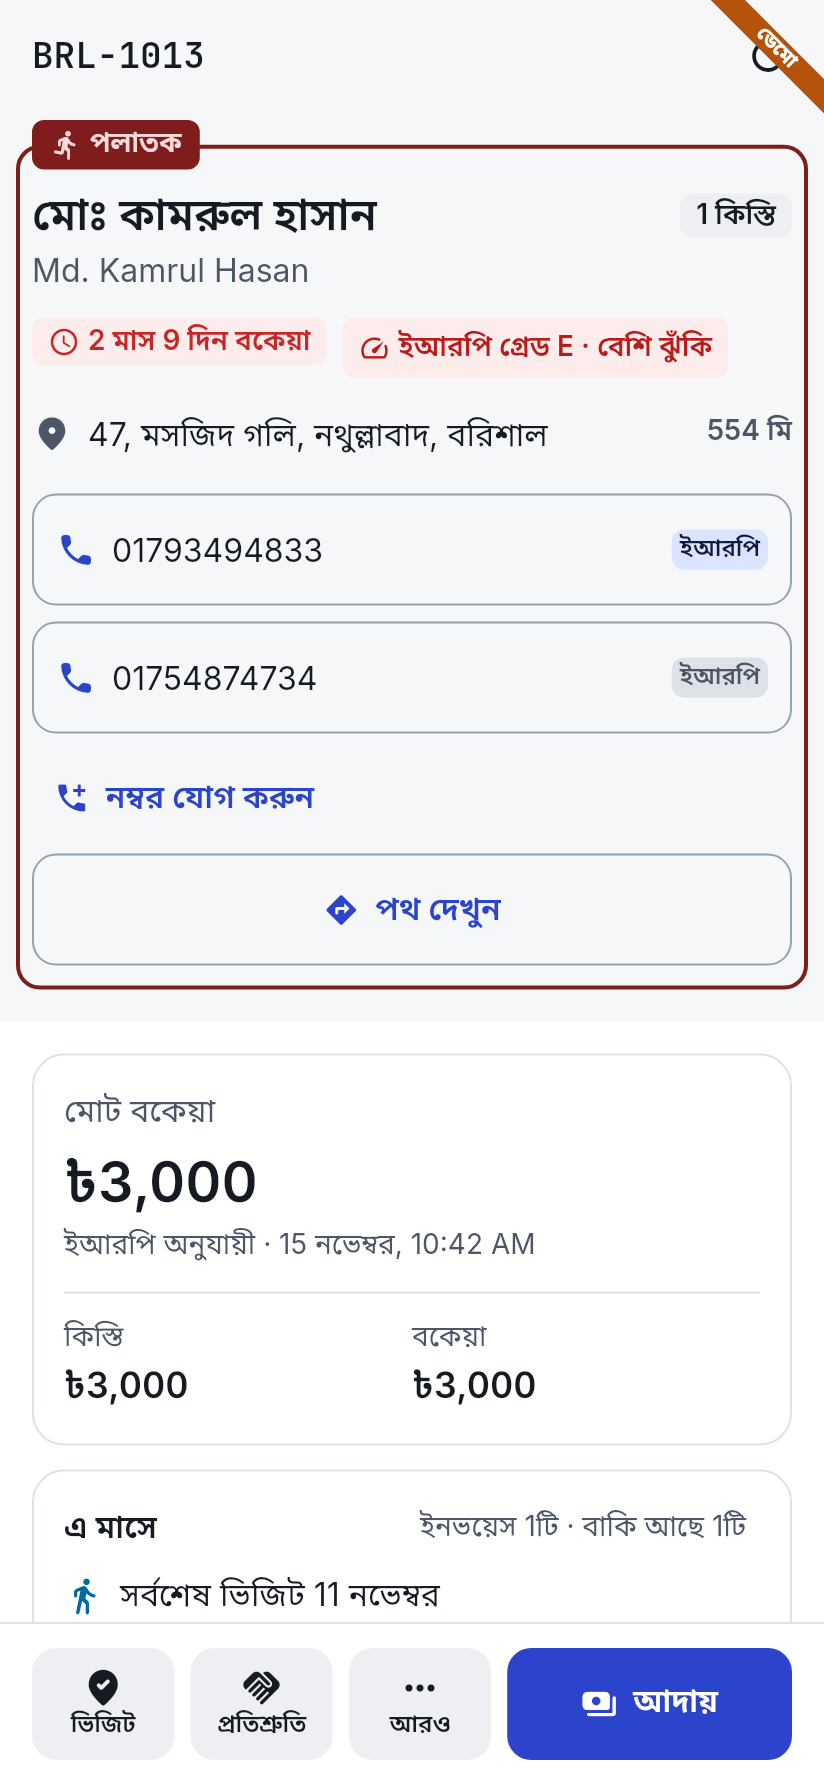 BRL-1013
ডেমো
পলাতক
মোঃ কামরুল হাসান
1 কিস্তি
Md. Kamrul Hasan
2 মাস 9 দিন বকেয়া
ইআরপি গ্রেড E · বেশি ঝুঁকি
47, মসজিদ গলি, নথুল্লাবাদ, বরিশাল
554 মি
01793494833
ইআরপি
01754874734
ইআরপি
নম্বর যোগ করুন
পথ দেখুন
মোট বকেয়া
৳3,000
ইআরপি অনুযায়ী · 15 নভেম্বর, 10:42 AM
কিস্তি
বকেয়া
৳3,000
৳3,000
এ মাসে
ইনভয়েস 1টি · বাকি আছে 1টি
সর্বশেষ ভিজিট 11 নভেম্বর
ভিজিট
প্রতিশ্রুতি
আরও
আদায়